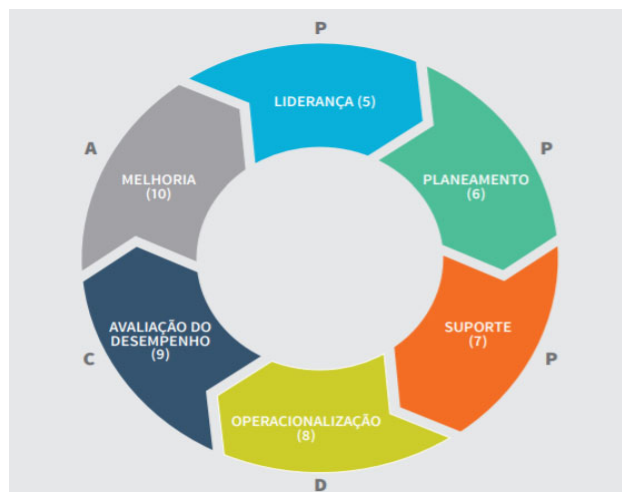 P
LIDERANÇA (5)
P
PLANEAMENTO
(6)
P
SUPORTE
(7)
D
OPERACIONALIZAÇÃO
(8)
C
AVALIAÇÃO DO
DESEMPENHO
(9)
A
MELHORIA
(10)